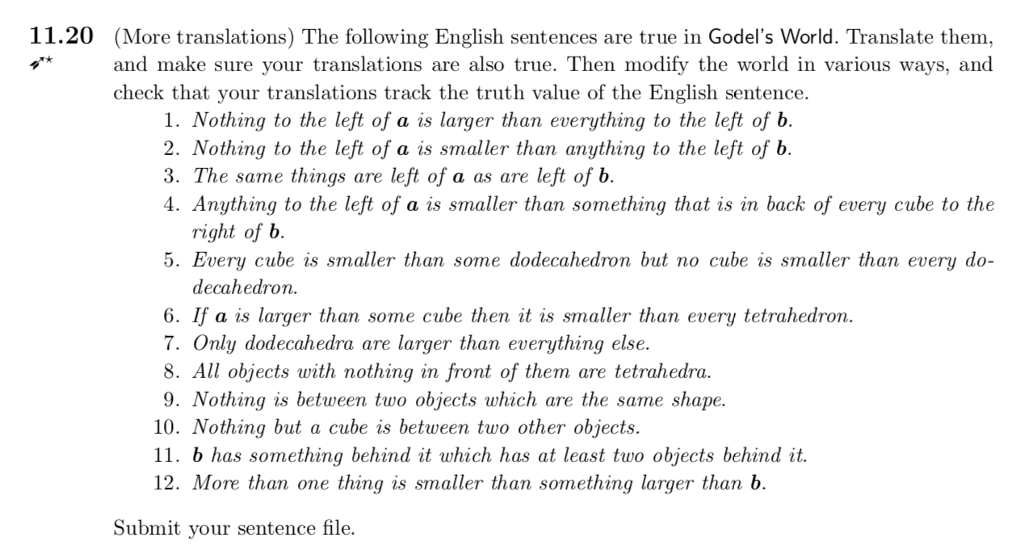 11.20 (More translations) The following English sentences are true in Godel's World. Translate them,
➶* and make sure your translations are also true. Then modify the world in various ways, and
check that your translations track the truth value of the English sentence.
1. Nothing to the left of a is larger than everything to the left of b.
2. Nothing to the left of a is smaller than anything to the left of b.
3. The same things are left of a as are left of b.
4. Anything to the left of a is smaller than something that is in back of every cube to the
right of b.
5. Every cube is smaller than some dodecahedron but no cube is smaller than every do-
decahedron.
6. If a is larger than some cube then it is smaller than every tetrahedron.
7. Only dodecahedra are larger than everything else.
8. All objects with nothing in front of them are tetrahedra.
9. Nothing is between two objects which are the same shape.
10. Nothing but a cube is between two other objects.
11. b has something behind it which has at least two objects behind it.
12. More than one thing is smaller than something larger than b.
Submit your sentence file.